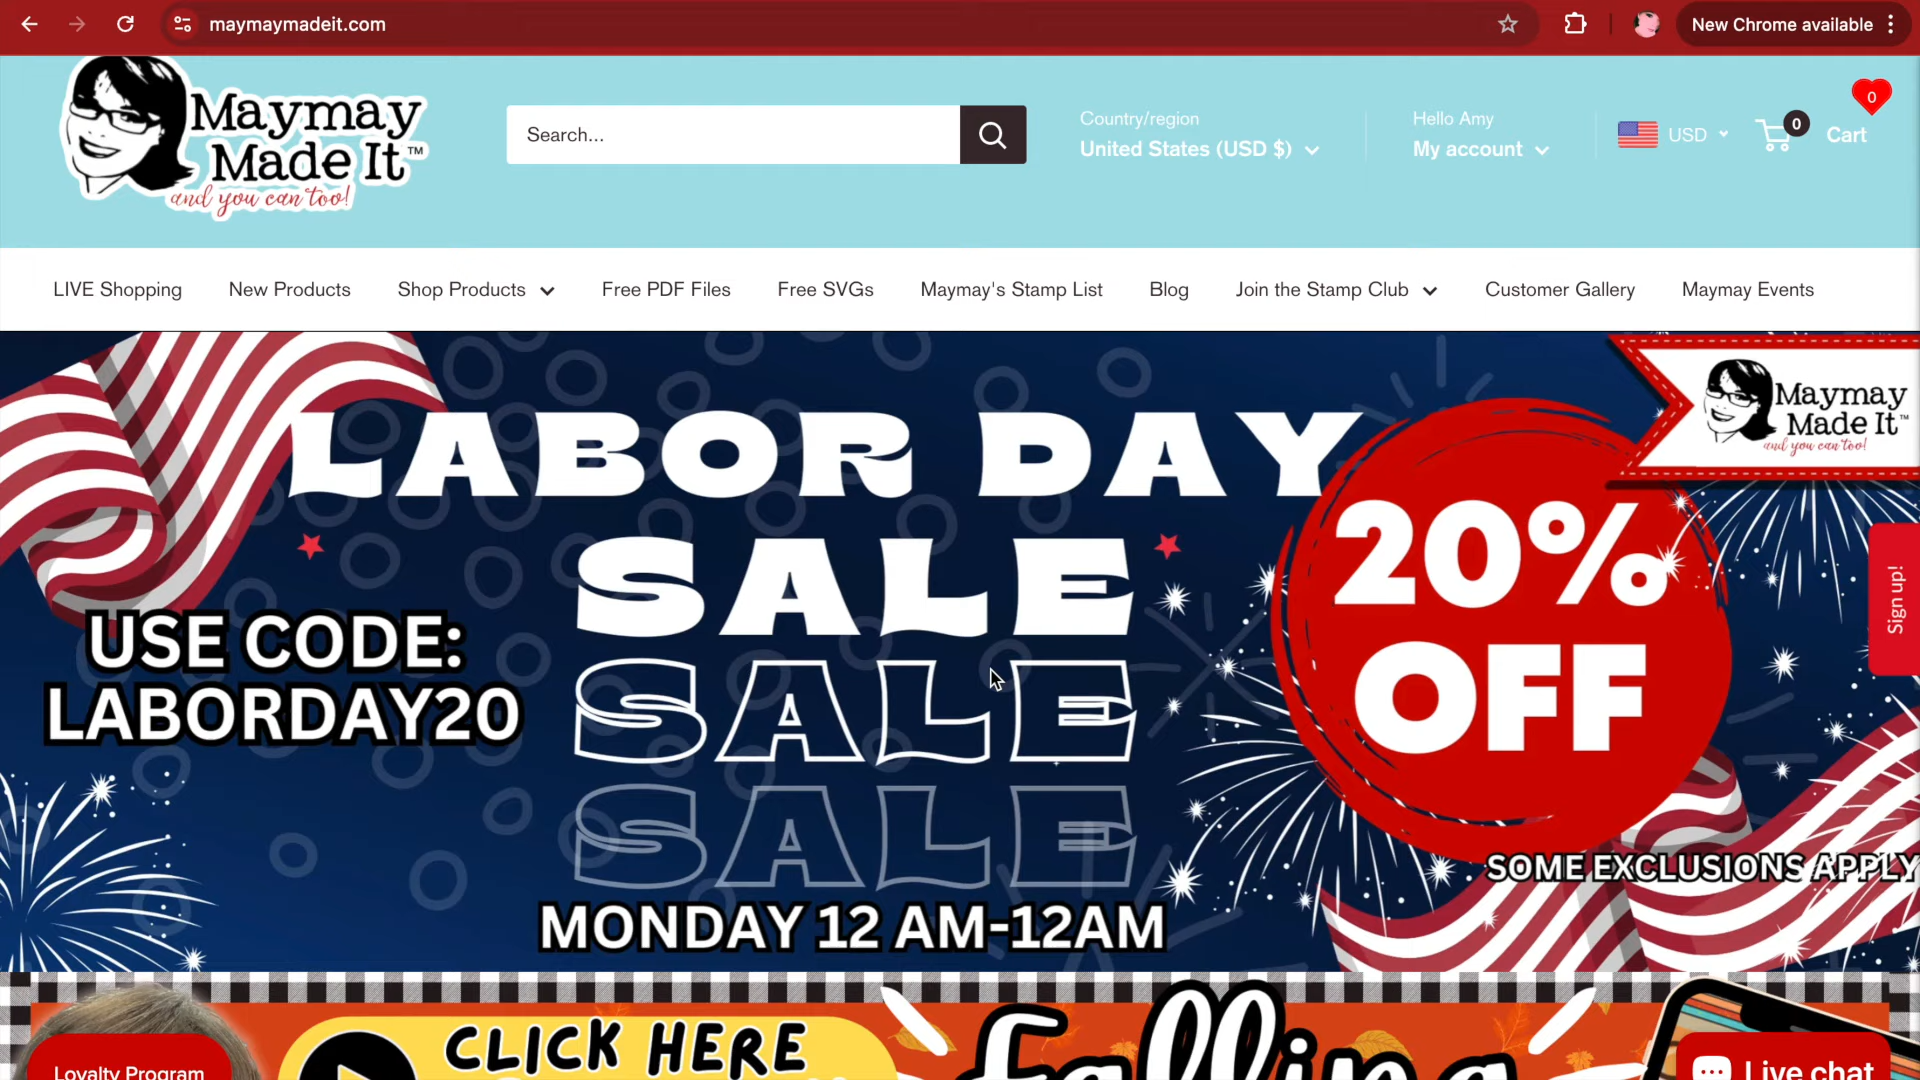 maymaymadeit.com
New Chrome available
Maymay
Made It™
and you can too!
Search...
Country/region
United States (USD $)
Hello Amy
My account
USD
0
Cart
0
LIVE Shopping
New Products
Shop Products
Free PDF Files
Free SVGs
Maymay's Stamp List
Blog
Join the Stamp Club
Customer Gallery
Maymay Events
LABOR DAY
SALE
SALE
SALE
USE CODE:
LABORDAY20
MONDAY 12 AM-12AM
20%
OFF
Maymay
Made It™
and you can too!
SOME EXCLUSIONS APPLY
Sign up!
CLICK HERE
Falling
Loyalty Program
Live chat